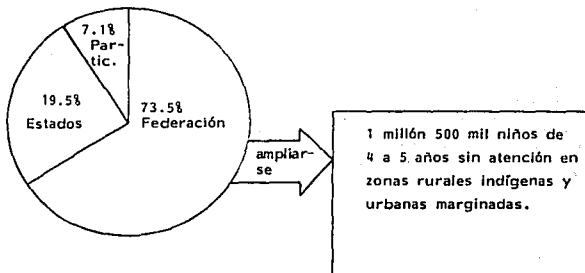 7.1%
Par-
tic.
19.5%
Estados
73.5%
Federación
ampliar-
se
1 millón 500 mil niños de
4 a 5 años sin atención en
zonas rurales indígenas y
urbanas marginadas.